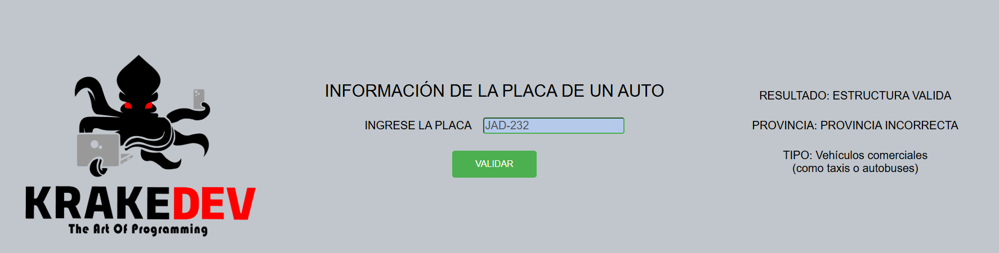 KRAKEDEV
The Art Of Programming
INFORMACIÓN DE LA PLACA DE UN AUTO
INGRESE LA PLACA JAD-232
VALIDAR
RESULTADO: ESTRUCTURA VALIDA
PROVINCIA: PROVINCIA INCORRECTA
TIPO: Vehículos comerciales
(como taxis o autobuses)